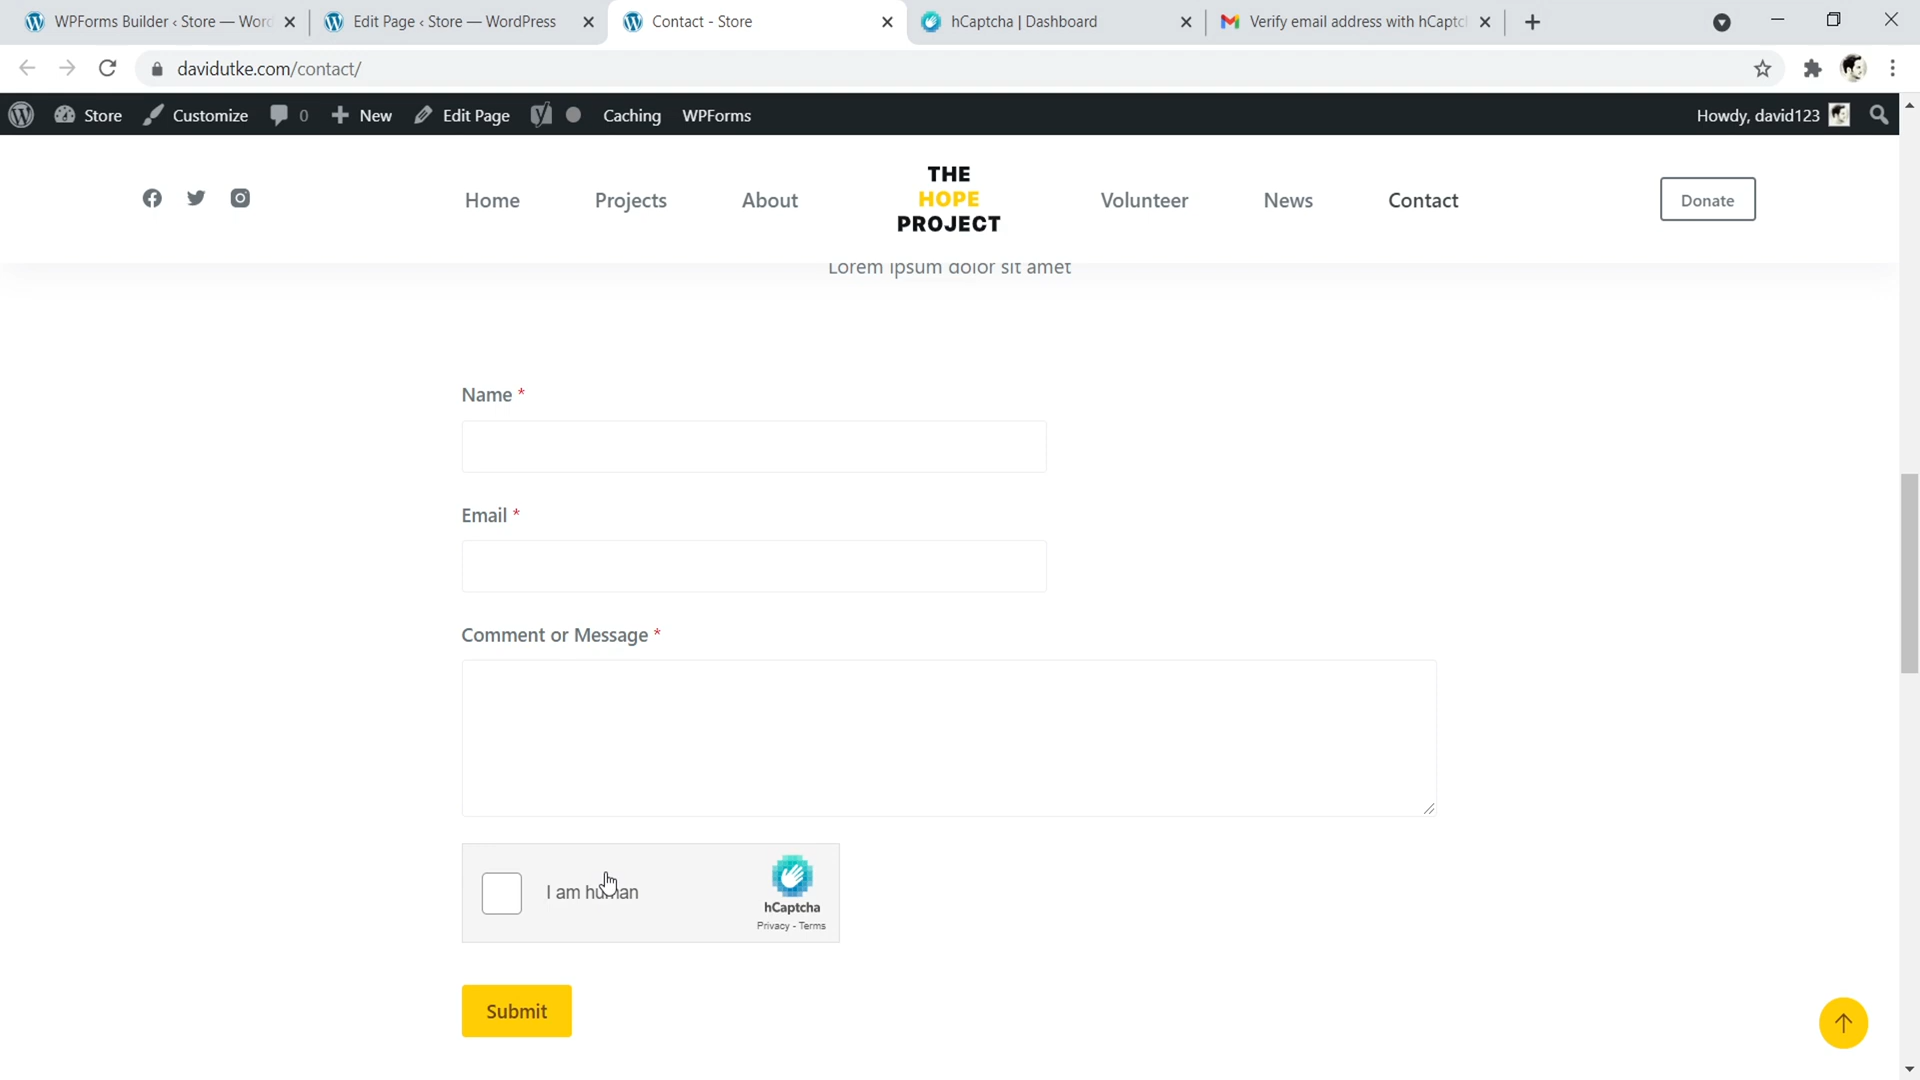 WPForms Builder ‹ Store — Word
Edit Page ‹ Store — WordPress
Contact - Store
hCaptcha | Dashboard
Verify email address with hCaptc
davidutke.com/contact/
Store
Customize
0
New
Edit Page
Caching
WPForms
Howdy, david123
Home
Projects
About
THE
HOPE
PROJECT
Volunteer
News
Contact
Donate
Lorem ipsum dolor sit amet
Name *
Email *
Comment or Message *
I am human
hCaptcha
Privacy - Terms
Submit